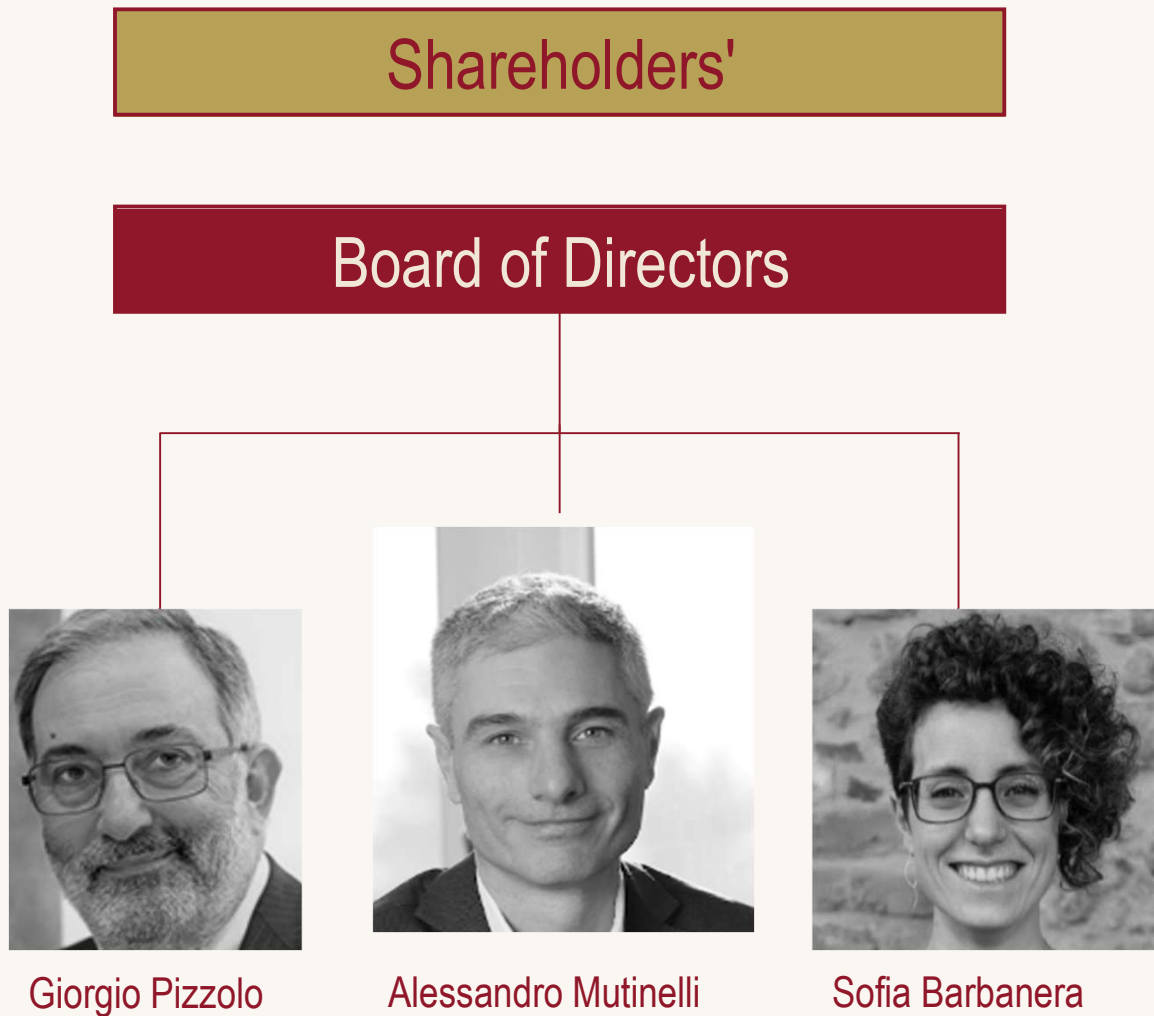 Shareholders'
Board of Directors
Giorgio Pizzolo
Alessandro Mutinelli
Sofia Barbanera